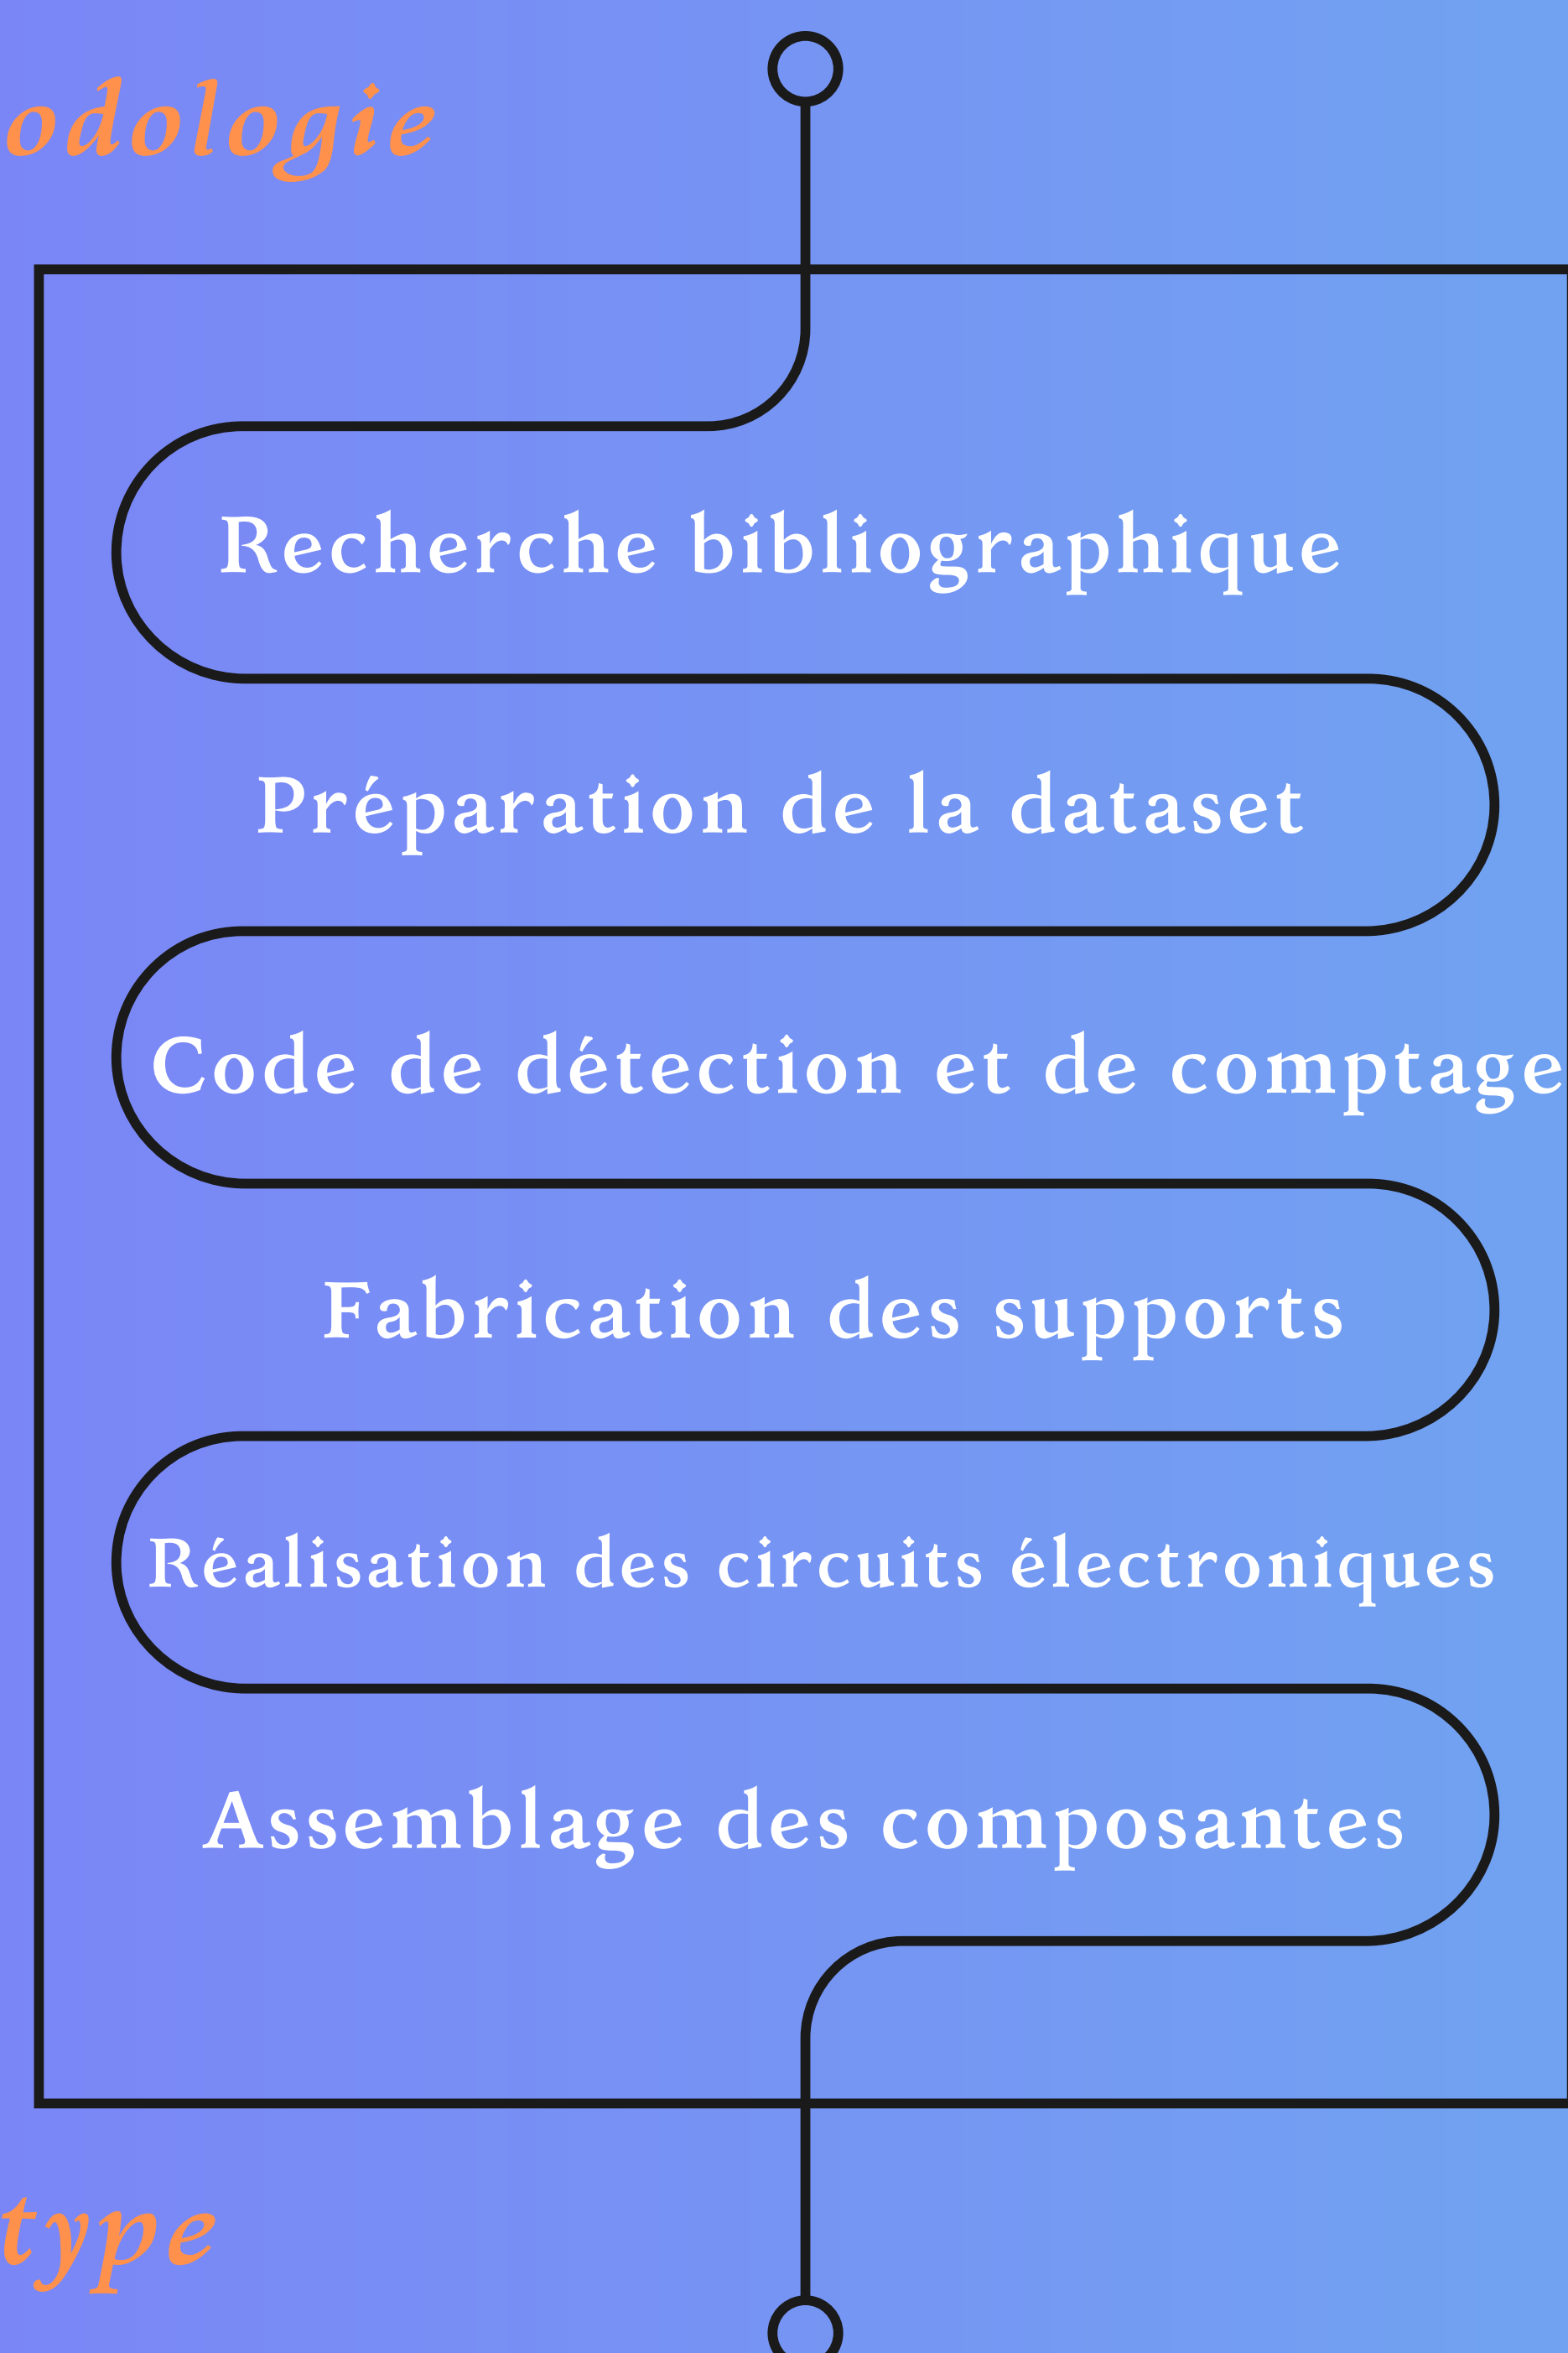 odologie
Recherche bibliographique
Préparation de la dataset
Code de détection et de comptage
Fabrication des supports
Réalisation des circuits électroniques
Assemblage des composantes
type